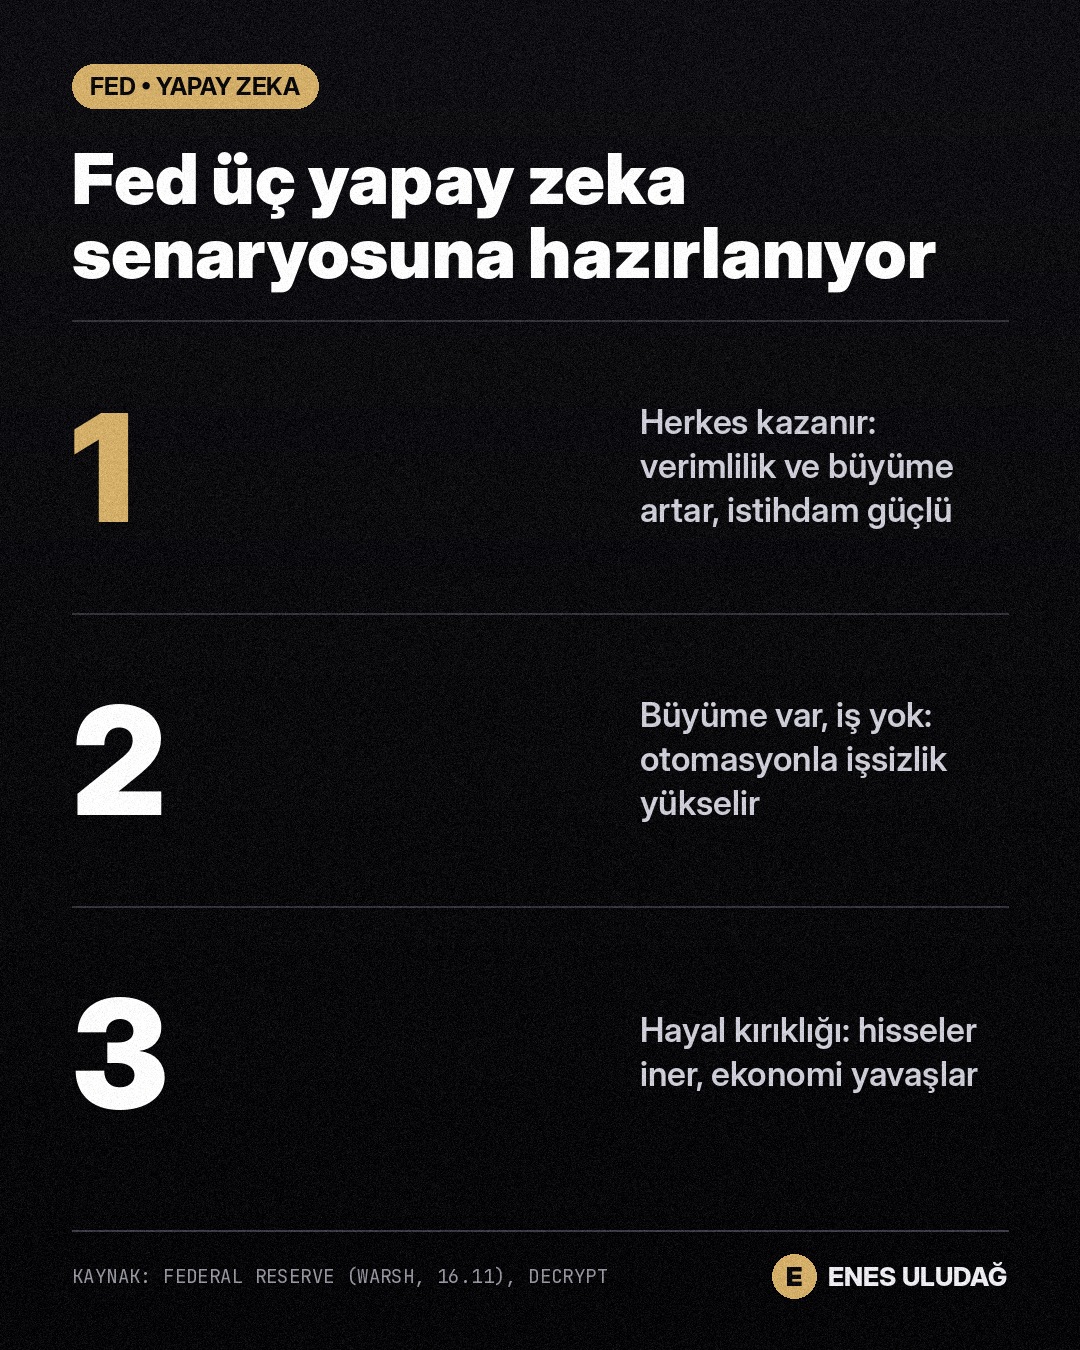 FED • YAPAY ZEKA
Fed üç yapay zeka
senaryosuna hazırlanıyor
1
Herkes kazanır:
verimlilik ve büyüme
artar, istihdam güçlü
2
Büyüme var, iş yok:
otomasyonla işsizlik
yükselir
3
Hayal kırıklığı: hisseler
iner, ekonomi yavaşlar
KAYNAK: FEDERAL RESERVE (WARSH, 16.11), DECRYPT
E ENES ULUDAĞ